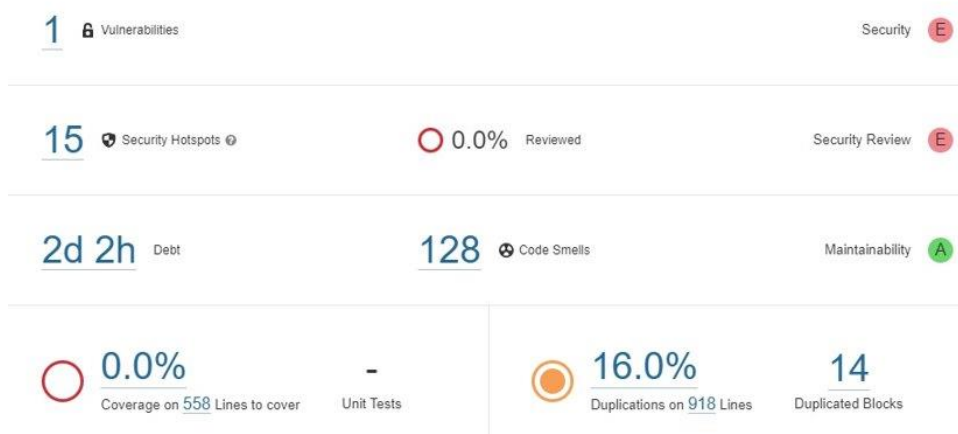 1 Vulnerabilities Security E
15 Security Hotspots ? 0.0% Reviewed Security Review E
2d 2h Debt 128 Code Smells Maintainability A
0.0% - 16.0% 14
Coverage on 558 Lines to cover Unit Tests Duplications on 918 Lines Duplicated Blocks